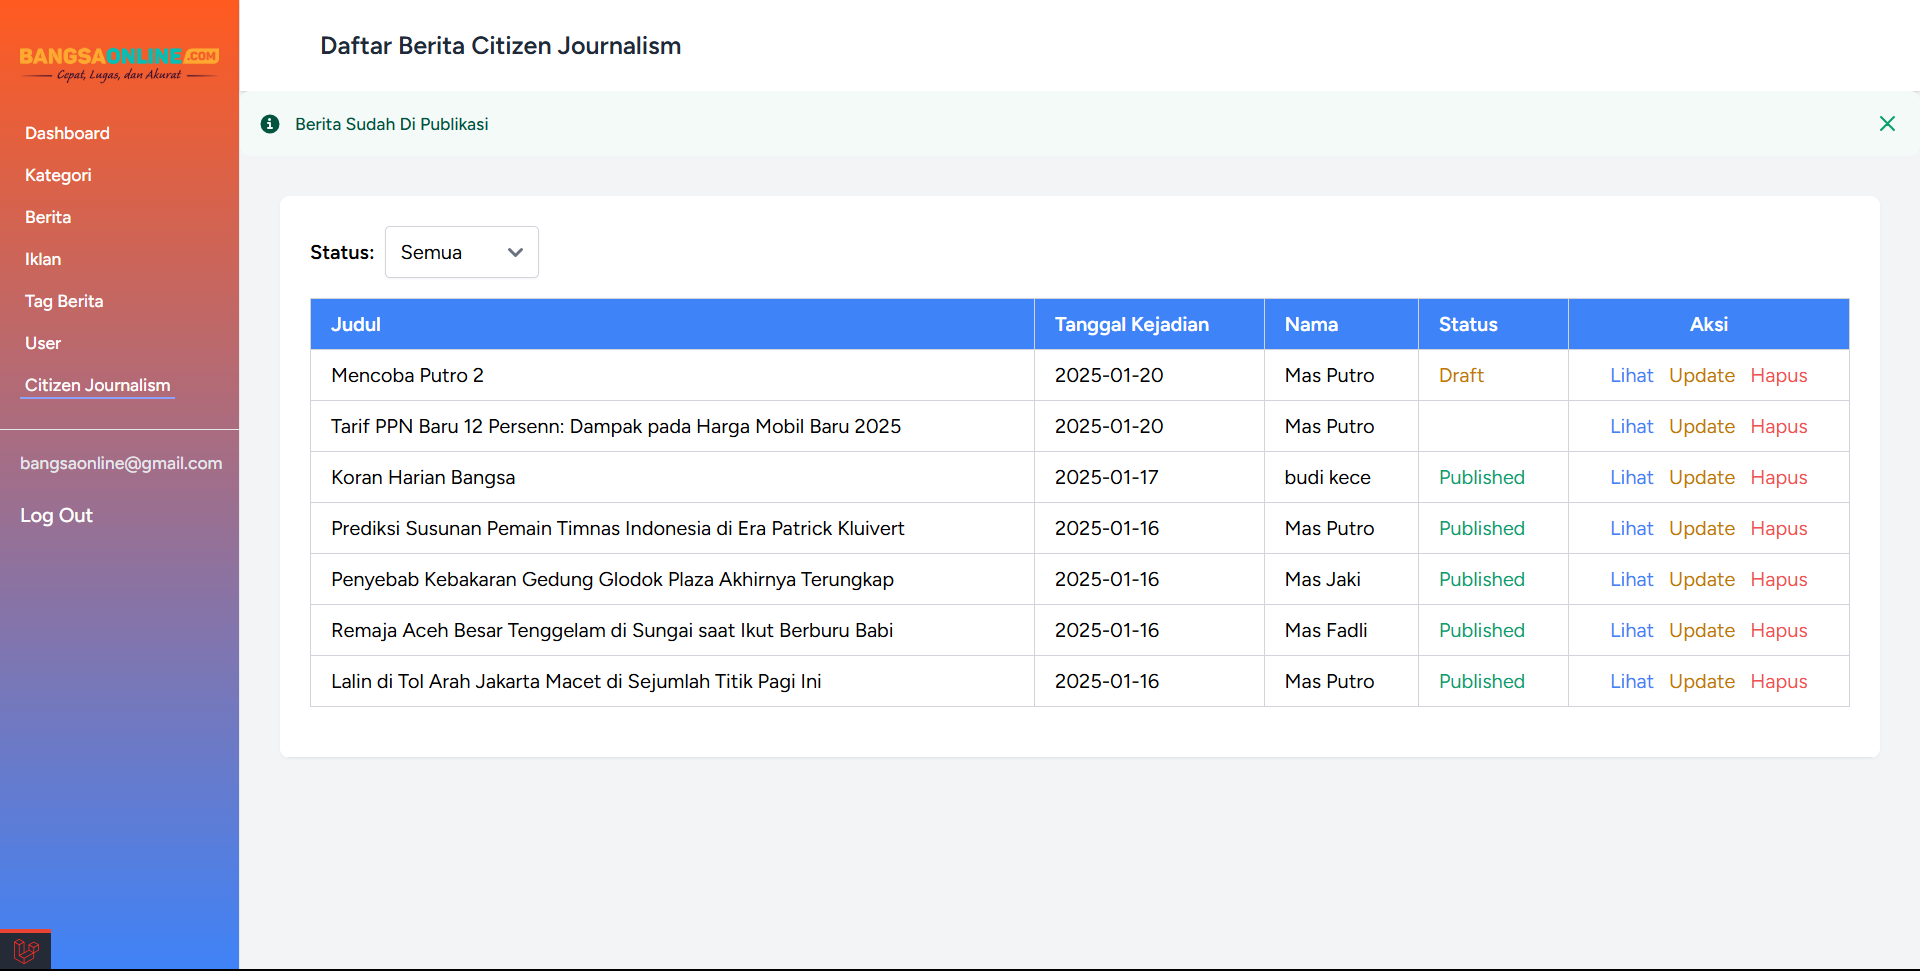 BANGSAONLINE.COM
Cepat, Lugas, dan Akurat
Dashboard
Kategori
Berita
Iklan
Tag Berita
User
Citizen Journalism
bangsaonline@gmail.com
Log Out
Daftar Berita Citizen Journalism
Berita Sudah Di Publikasi
Status: Semua
Judul Tanggal Kejadian Nama Status Aksi
Mencoba Putro 2 2025-01-20 Mas Putro Draft Lihat Update Hapus
Tarif PPN Baru 12 Persenn: Dampak pada Harga Mobil Baru 2025 2025-01-20 Mas Putro Lihat Update Hapus
Koran Harian Bangsa 2025-01-17 budi kece Published Lihat Update Hapus
Prediksi Susunan Pemain Timnas Indonesia di Era Patrick Kluivert 2025-01-16 Mas Putro Published Lihat Update Hapus
Penyebab Kebakaran Gedung Glodok Plaza Akhirnya Terungkap 2025-01-16 Mas Jaki Published Lihat Update Hapus
Remaja Aceh Besar Tenggelam di Sungai saat Ikut Berburu Babi 2025-01-16 Mas Fadli Published Lihat Update Hapus
Lalin di Tol Arah Jakarta Macet di Sejumlah Titik Pagi Ini 2025-01-16 Mas Putro Published Lihat Update Hapus